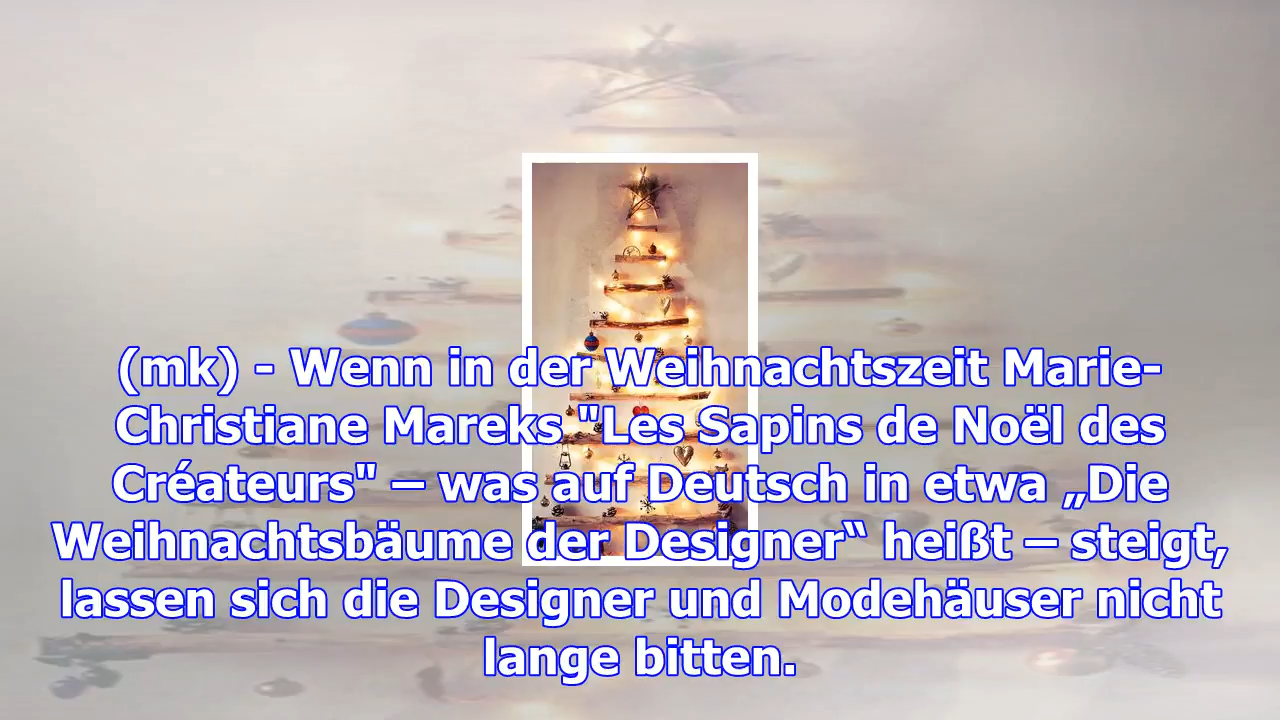 (mk) - Wenn in der Weihnachtszeit Marie-
Christiane Mareks "Les Sapins de Noël des
Créateurs" – was auf Deutsch in etwa „Die
Weihnachtsbäume der Designer“ heißt – steigt,
lassen sich die Designer und Modehäuser nicht
lange bitten.